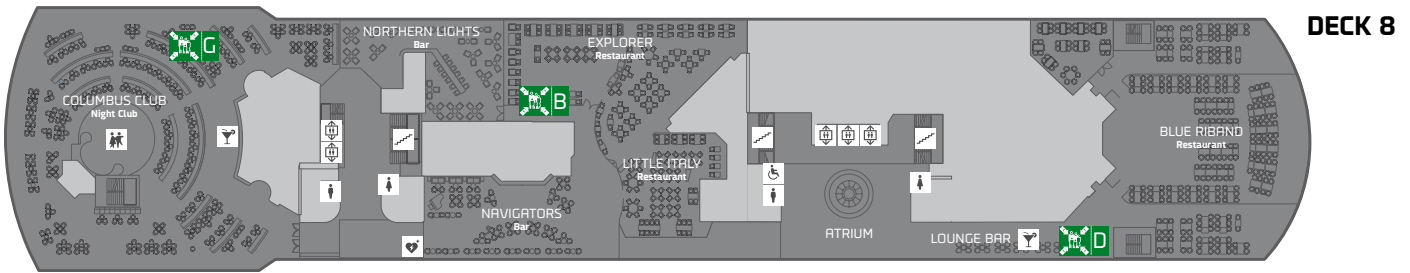 DECK 8
G
NORTHERN LIGHTS
Bar
EXPLORER
Restaurant
B
COLUMBUS CLUB
Night Club
BLUE RIBAND
Restaurant
LITTLE ITALY
Restaurant
NAVIGATORS
Bar
ATRIUM
LOUNGE BAR
D